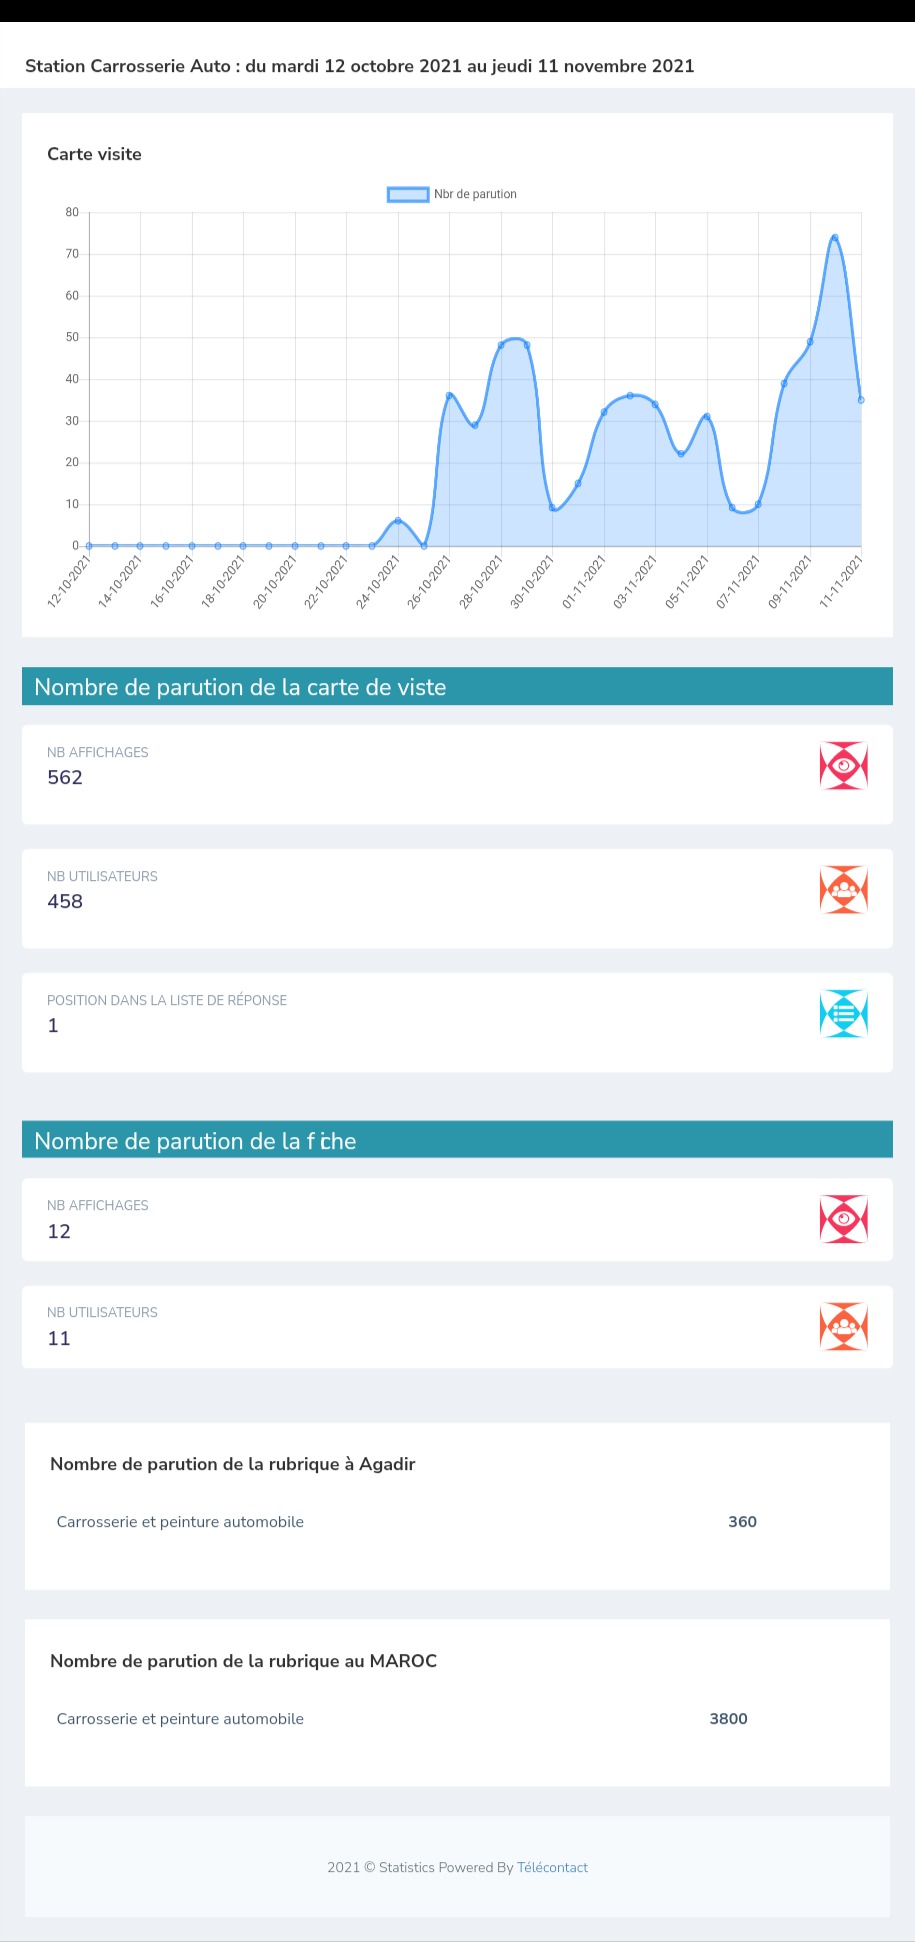 Station Carrosserie Auto : du mardi 12 octobre 2021 au jeudi 11 novembre 2021
Carte visite
Nbr de parution
80
70
60
50
40
30
20
10
0
12-10-2021
14-10-2021
16-10-2021
18-10-2021
20-10-2021
22-10-2021
24-10-2021
26-10-2021
28-10-2021
30-10-2021
01-11-2021
03-11-2021
05-11-2021
07-11-2021
09-11-2021
11-11-2021
Nombre de parution de la carte de viste
NB AFFICHAGES
562
NB UTILISATEURS
458
POSITION DANS LA LISTE DE RÉPONSE
1
Nombre de parution de la fiche
NB AFFICHAGES
12
NB UTILISATEURS
11
Nombre de parution de la rubrique à Agadir
Carrosserie et peinture automobile 360
Nombre de parution de la rubrique au MAROC
Carrosserie et peinture automobile 3800
2021 © Statistics Powered By Télécontact